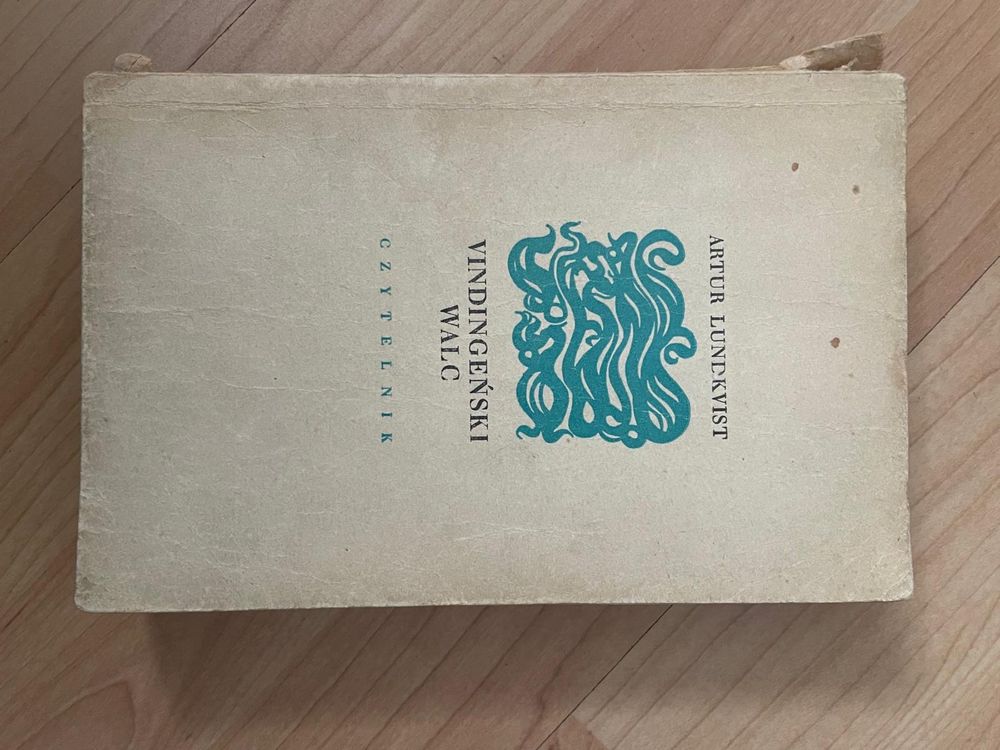 ARTUR LUNDKVIST
VINDINGEŃSKI
WALC
CZYTELNIK